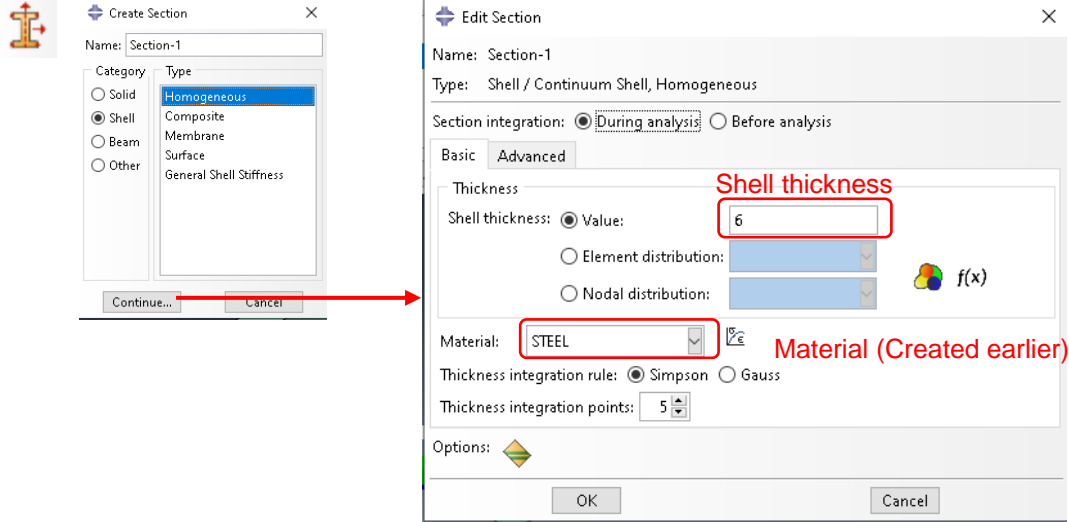 Create Section
Name: Section-1
Category Type
Solid
Shell
Beam
Other
Homogeneous
Composite
Membrane
Surface
General Shell Stiffness
Continue... Cancel
Edit Section
Name: Section-1
Type: Shell / Continuum Shell, Homogeneous
Section integration: During analysis Before analysis
Basic Advanced
Thickness
Shell thickness
Shell thickness: Value: 6
Element distribution:
f(x)
Nodal distribution:
Material: STEEL
Material (Created earlier)
Thickness integration rule: Simpson Gauss
Thickness integration points: 5
Options:
OK Cancel